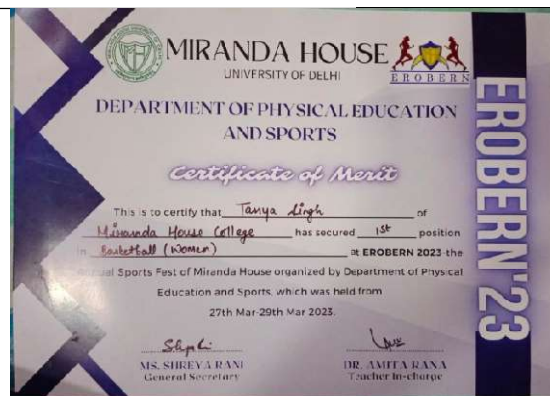 MIRANDA HOUSE
UNIVERSITY OF DELHI
EROBERN
DEPARTMENT OF PHYSICAL EDUCATION
AND SPORTS
Certificate of Merit
This is to certify that Tanya Singh of
Miranda House College has secured 1st position
in Basketball (Women) at EROBERN 2023-the
Annual Sports Fest of Miranda House organized by Department of Physical
Education and Sports, which was held from
27th Mar-29th Mar 2023.
MS. SHREYA RANI
General Secretary
DR. AMITA RANA
Teacher In-charge
EROBERN'23